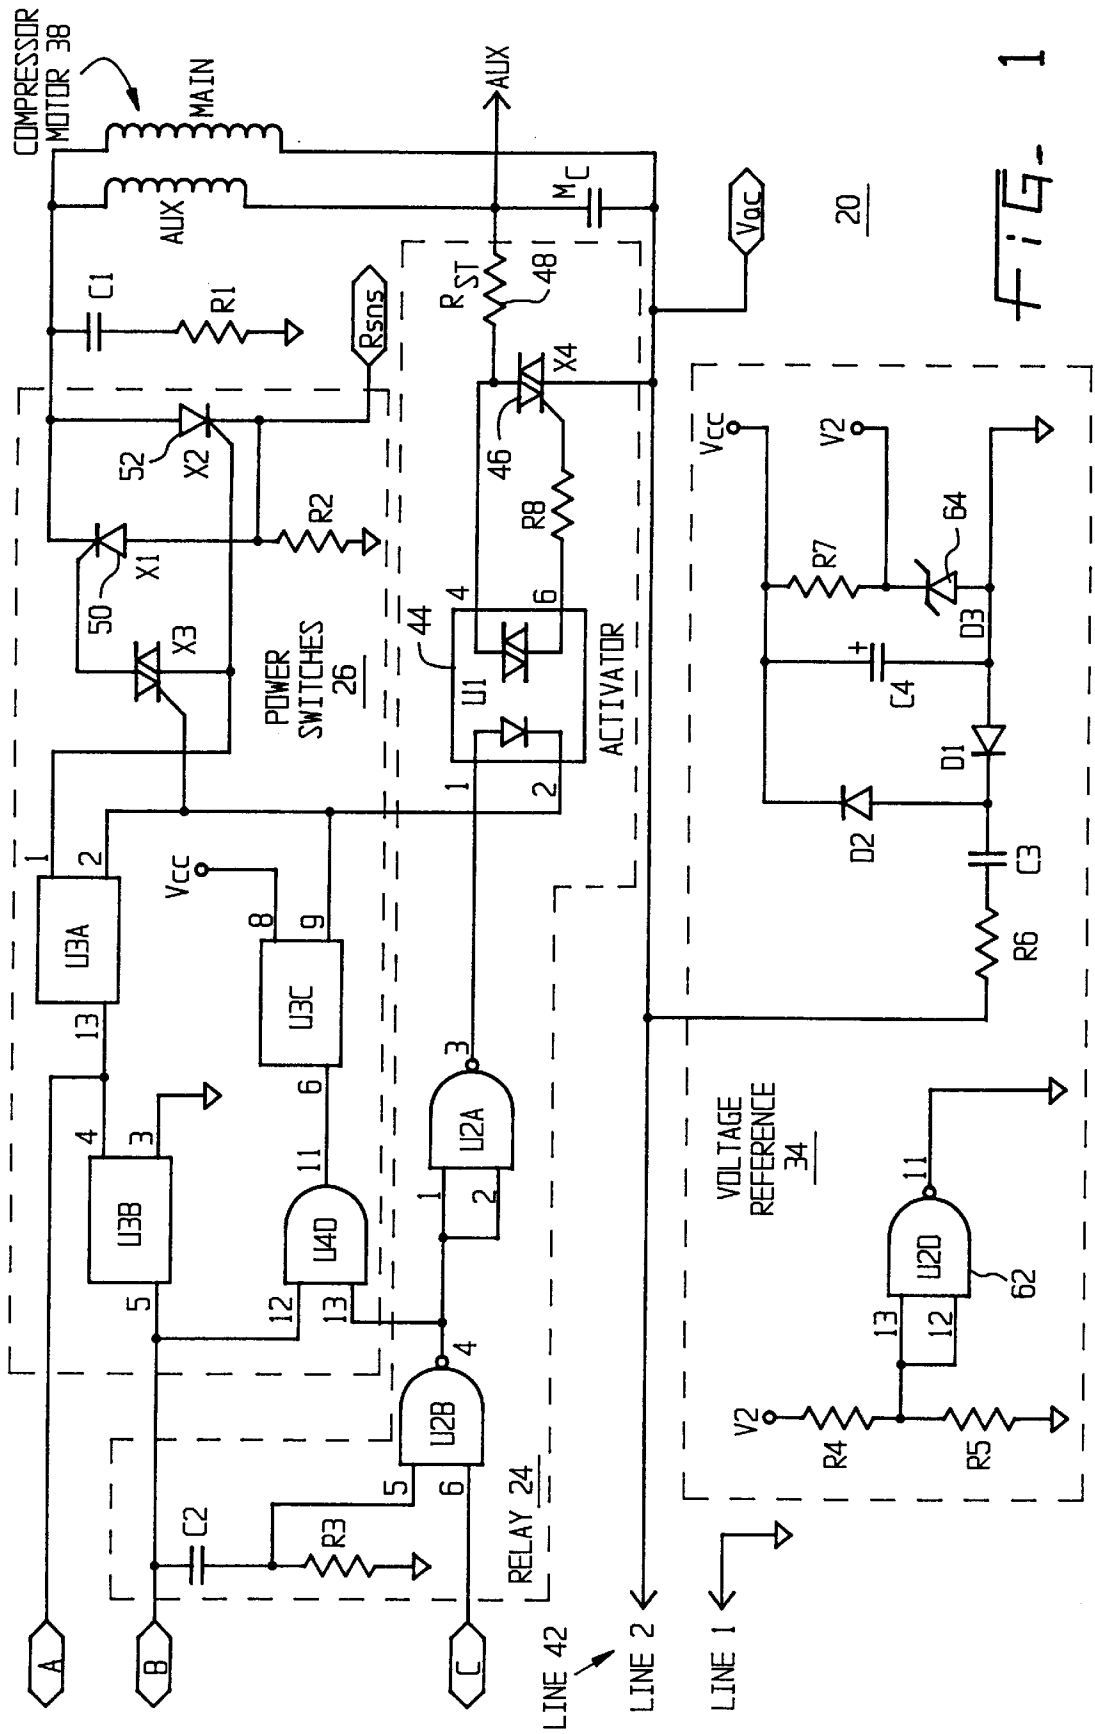 COMPRESSOR
MOTOR 38
MAIN
AUX
AUX
MC
C1
R1
Rsns
RST
48
X4
46
Vac
20
FiG. 1
52
X2
50
X1
R2
X3
POWER
SWITCHES
26
R8
4
6
44
U1
ACTIVATOR
1
2
Vcc
V2
R7
64
D3
+
C4
D1
D2
C3
R6
U3A
1
2
13
Vcc
8
9
U3C
6
U3B
4
3
5
11
U4D
12
13
3
U2A
1
2
4
U2B
5
6
VOLTAGE
REFERENCE
34
11
U2D
62
13
12
V2
R4
R5
C2
R3
RELAY 24
A
B
C
LINE 42
LINE 2
LINE 1